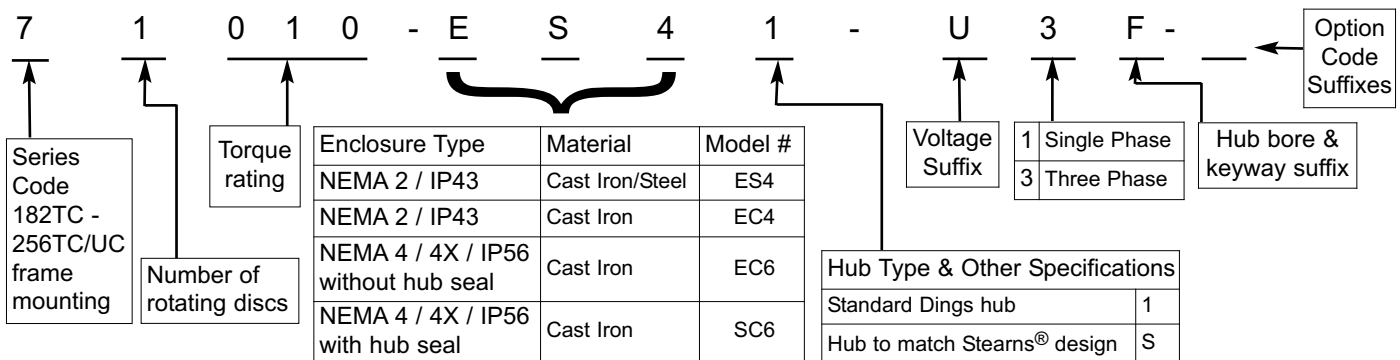 7 1 0 1 0 - E S 4 1 - U 3 F -
Option
Code
Suffixes
Series
Code
182TC -
256TC/UC
frame
mounting
Number of
rotating discs
Torque
rating
Enclosure Type Material Model #
NEMA 2 / IP43 Cast Iron/Steel ES4
NEMA 2 / IP43 Cast Iron EC4
NEMA 4 / 4X / IP56
without hub seal Cast Iron EC6
NEMA 4 / 4X / IP56
with hub seal Cast Iron SC6
Voltage
Suffix
1 Single Phase
3 Three Phase
Hub bore &
keyway suffix
Hub Type & Other Specifications
Standard Dings hub 1
Hub to match Stearns® design S